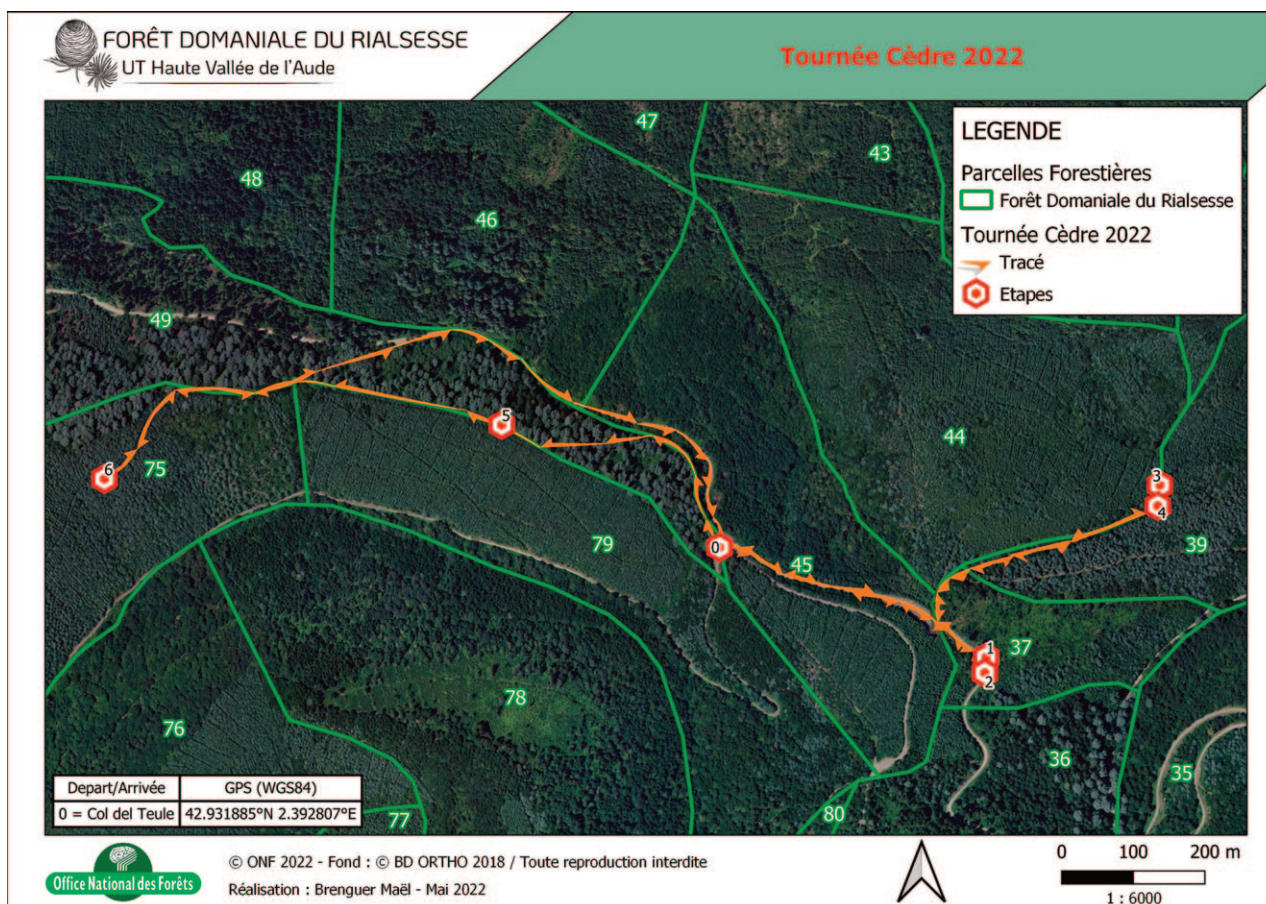 FORÊT DOMANIALE DU RIALSESSE
UT Haute Vallée de l'Aude
Tournée Cèdre 2022
LEGENDE
Parcelles Forestières
Forêt Domaniale du Rialsesse
Tournée Cèdre 2022
Tracé
Etapes
47
43
48
46
49
44
5
3
4
6
75
39
79
0
45
1
2
37
78
76
36
35
77
80
Depart/Arrivée GPS (WGS84)
0 = Col del Teule 42.931885°N 2.392807°E
Office National des Forêts
© ONF 2022 - Fond : © BD ORTHO 2018 / Toute reproduction interdite
Réalisation : Brenguer Maël - Mai 2022
0 100 200 m
1 : 6000